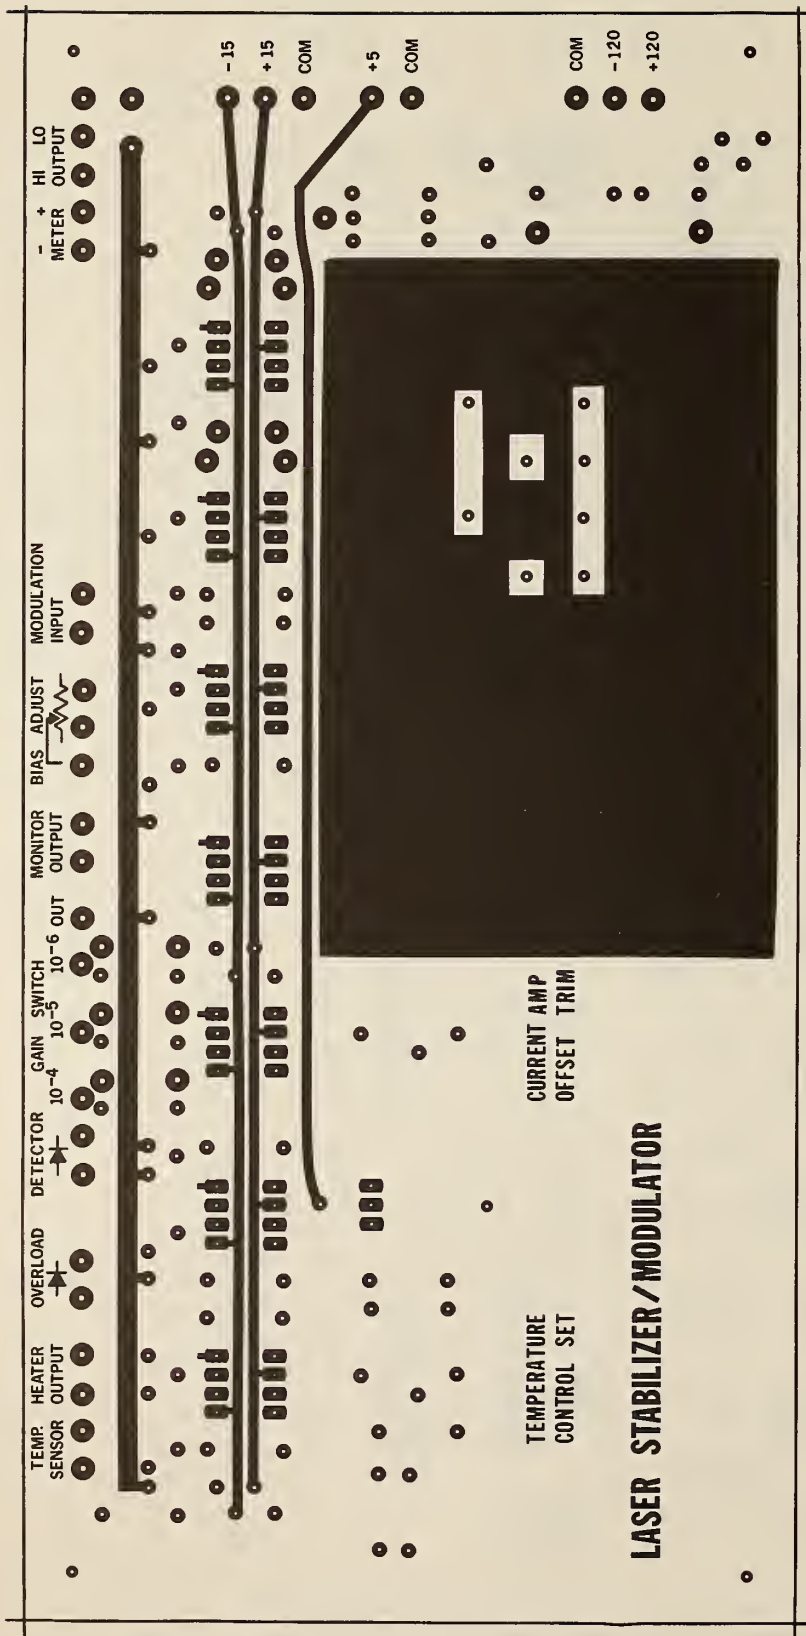 TEMP.
SENSOR
HEATER
OUTPUT
OVERLOAD
DETECTOR
GAIN SWITCH
10-4 10-5 10-6 OUT
MONITOR
OUTPUT
BIAS ADJUST
MODULATION
INPUT
- +
METER
HI LO
OUTPUT
-15
+15
COM
+5
COM
COM
-120
+120
TEMPERATURE
CONTROL SET
CURRENT AMP
OFFSET TRIM
LASER STABILIZER/MODULATOR